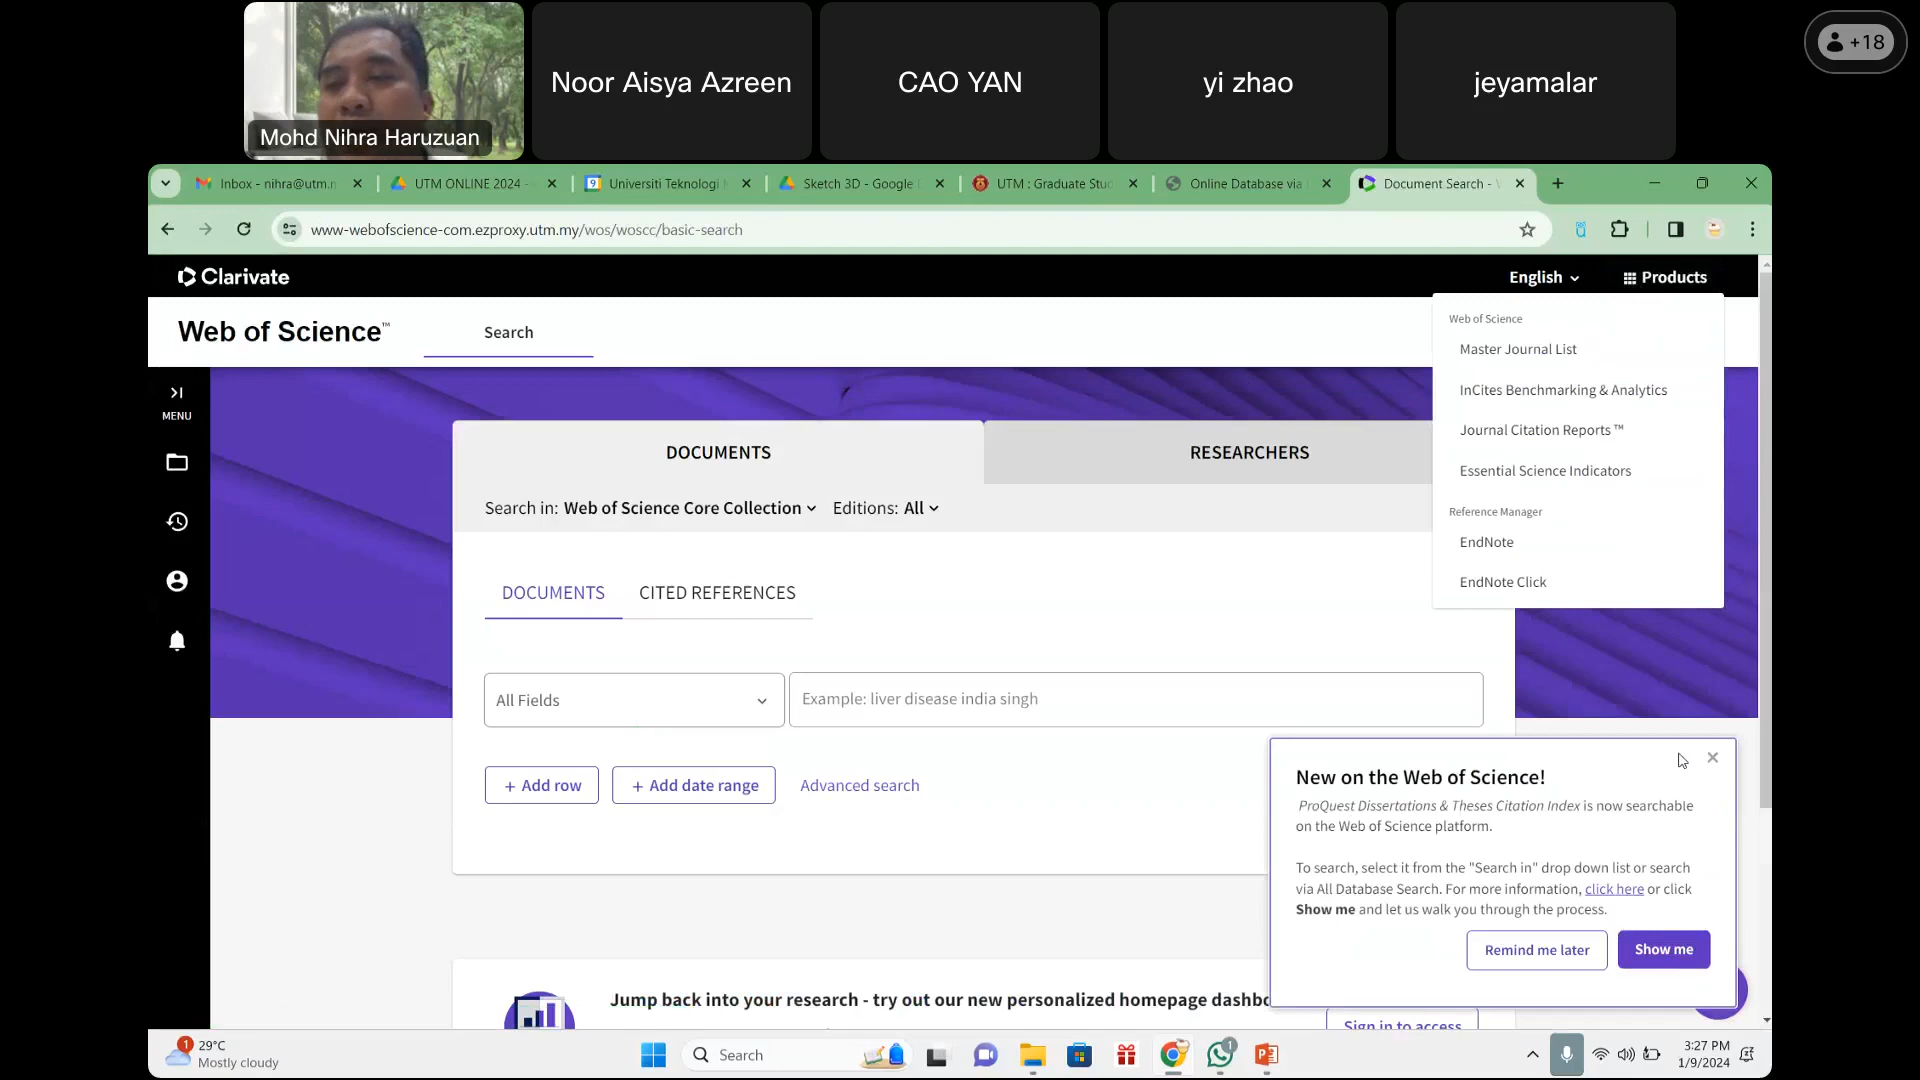 Mohd Nihra Haruzuan
Noor Aisya Azreen
CAO YAN
yi zhao
jeyamalar
+18
Inbox - nihra@utm.r
UTM ONLINE 2024 -
9
Universiti Teknologi
Sketch 3D - Google
UTM : Graduate Stud
Online Database via
Document Search -
www-webofscience-com.ezproxy.utm.my/wos/woscc/basic-search
Clarivate
English
Products
Web of Science™
Search
Web of Science
Master Journal List
InCites Benchmarking & Analytics
Journal Citation Reports ™
Essential Science Indicators
Reference Manager
EndNote
EndNote Click
MENU
DOCUMENTS
RESEARCHERS
Search in: Web of Science Core Collection
Editions: All
DOCUMENTS
CITED REFERENCES
All Fields
Example: liver disease india singh
+ Add row
+ Add date range
Advanced search
New on the Web of Science!
ProQuest Dissertations & Theses Citation Index is now searchable
on the Web of Science platform.
To search, select it from the "Search in" drop down list or search
via All Database Search. For more information, click here or click
Show me and let us walk you through the process.
Remind me later
Show me
Jump back into your research - try out our new personalized homepage dashbo
Sign in to access
1
29°C
Mostly cloudy
Search
1
3:27 PM
1/9/2024